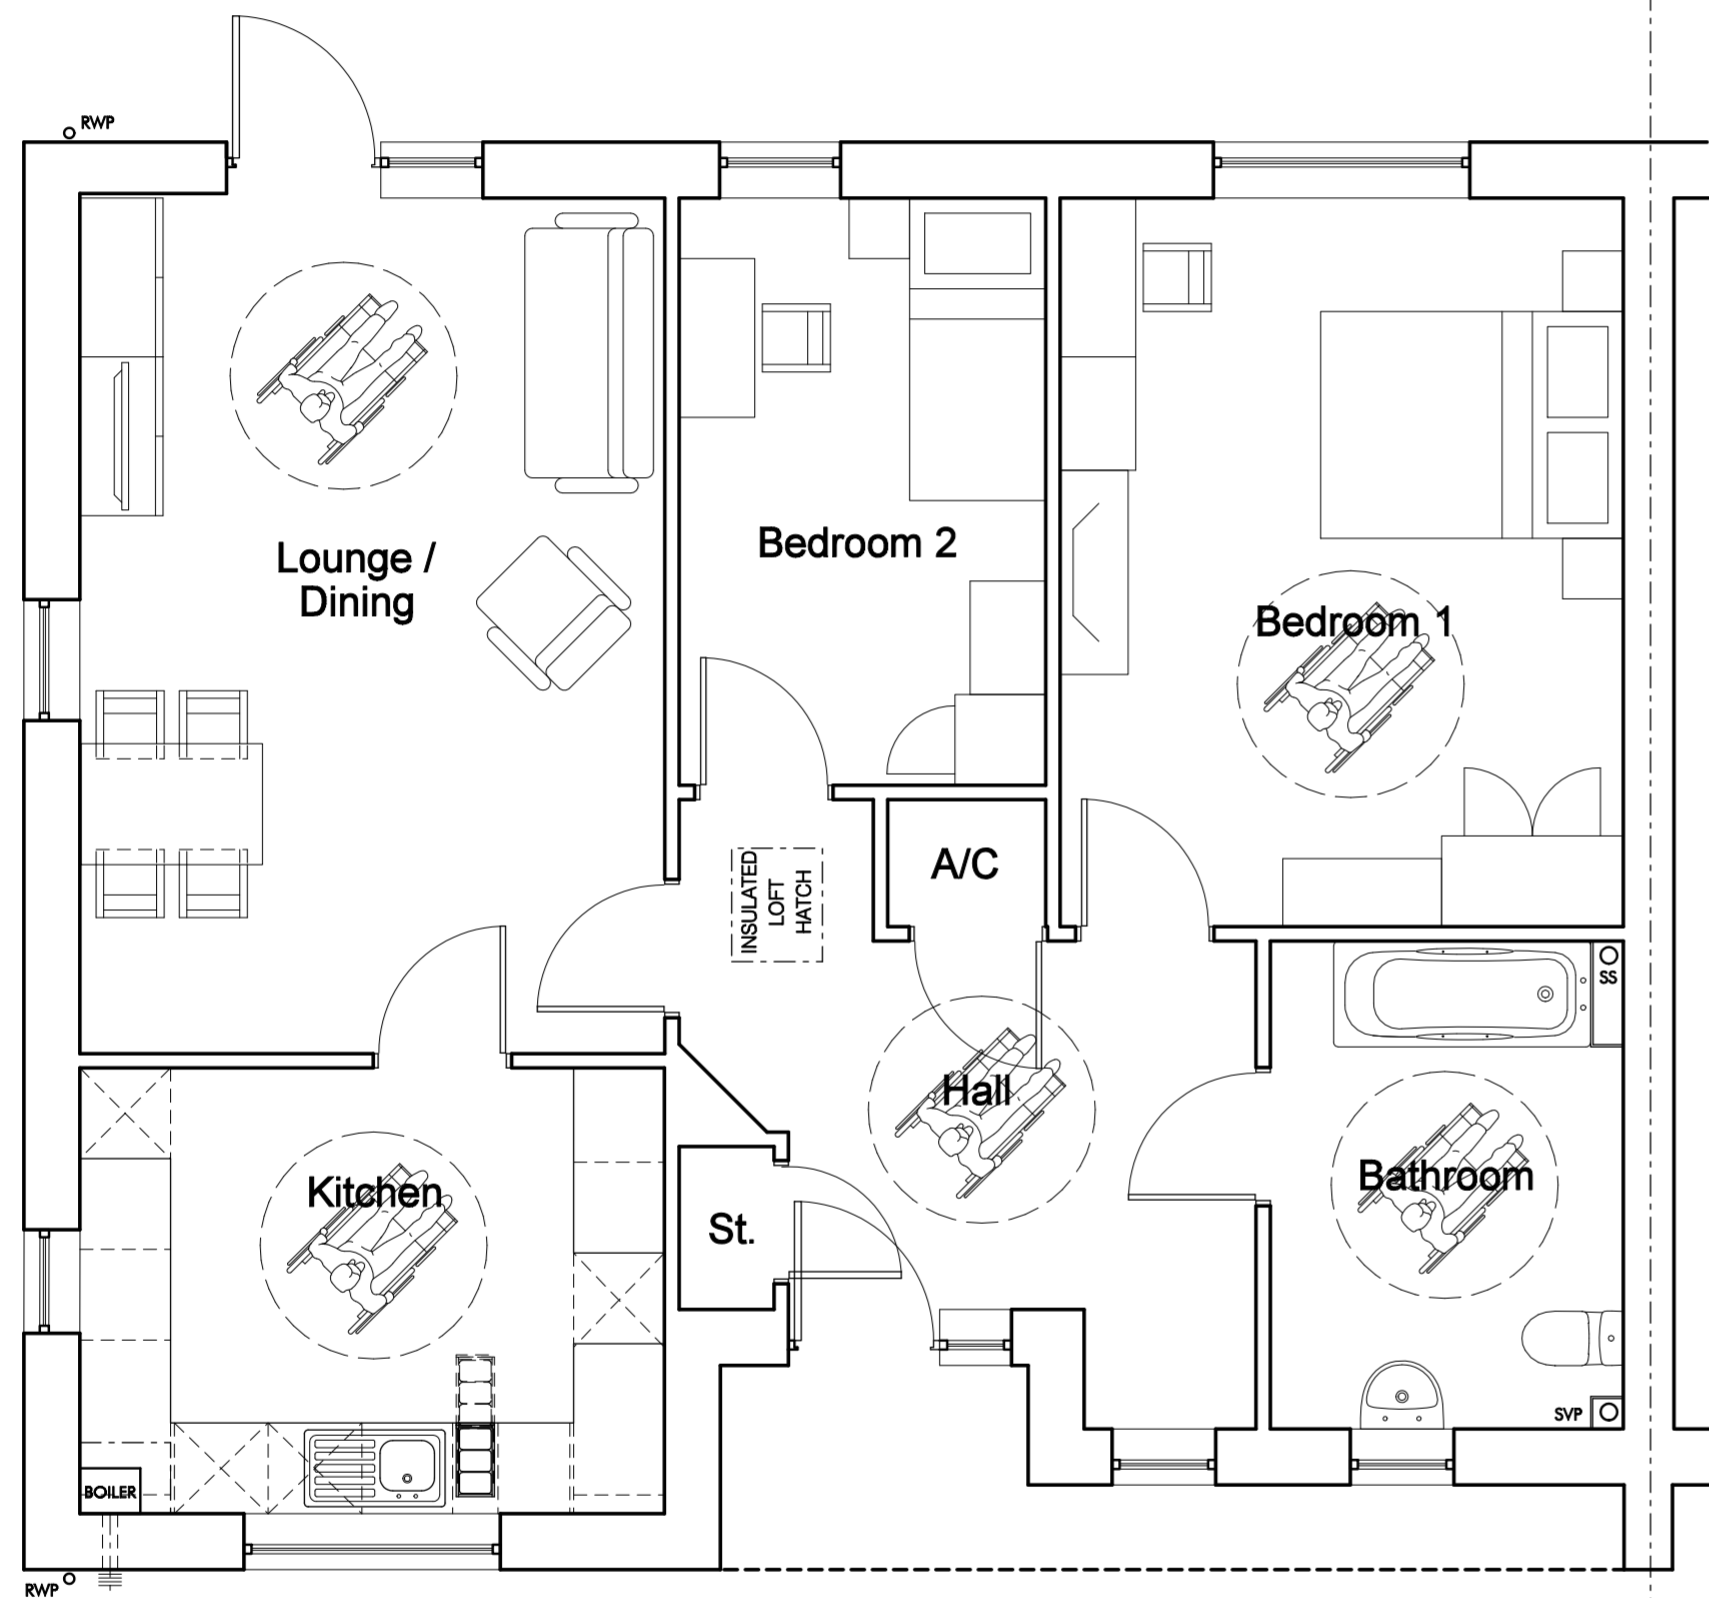 RWP
Lounge /
Dining
Bedroom 2
Bedroom 1
INSULATED
LOFT
HATCH
A/C
SS
Hall
Kitchen
Bathroom
St.
SVP
BOILER
RWP